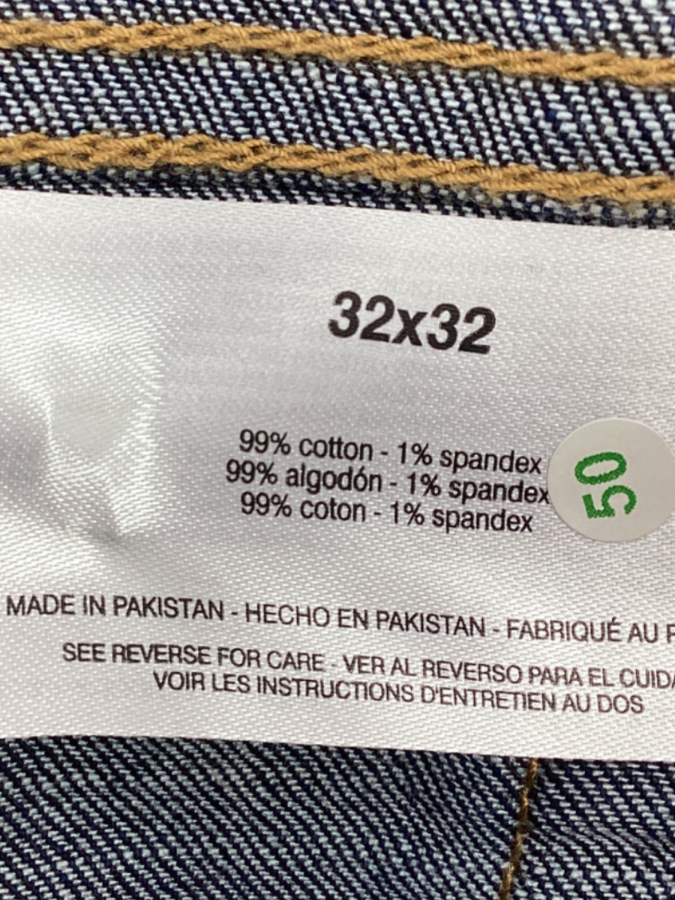 32x32
99% cotton - 1% spandex
99% algodón - 1% spandex
99% coton - 1% spandex
50
MADE IN PAKISTAN - HECHO EN PAKISTAN - FABRIQUÉ AU
SEE REVERSE FOR CARE - VER AL REVERSO PARA EL
VOIR LES INSTRUCTIONS D'ENTRETIEN AU DOS